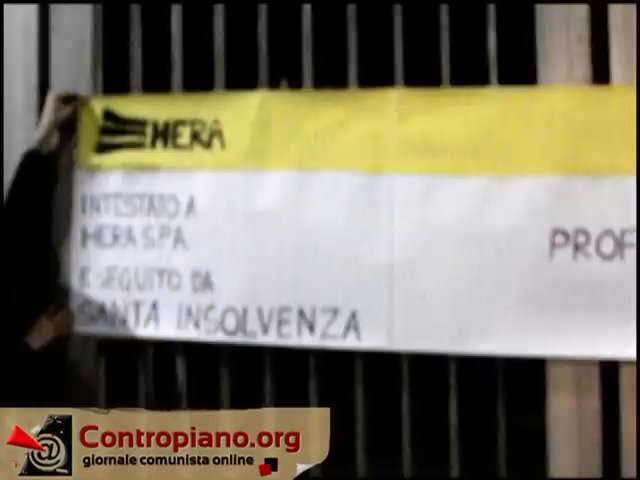 HERA
INTESTATO A
HERA S.P.A.
ESEGUITO DA
SANTA INSOLVENZA
PROF
Contropiano.org
giornale comunista online